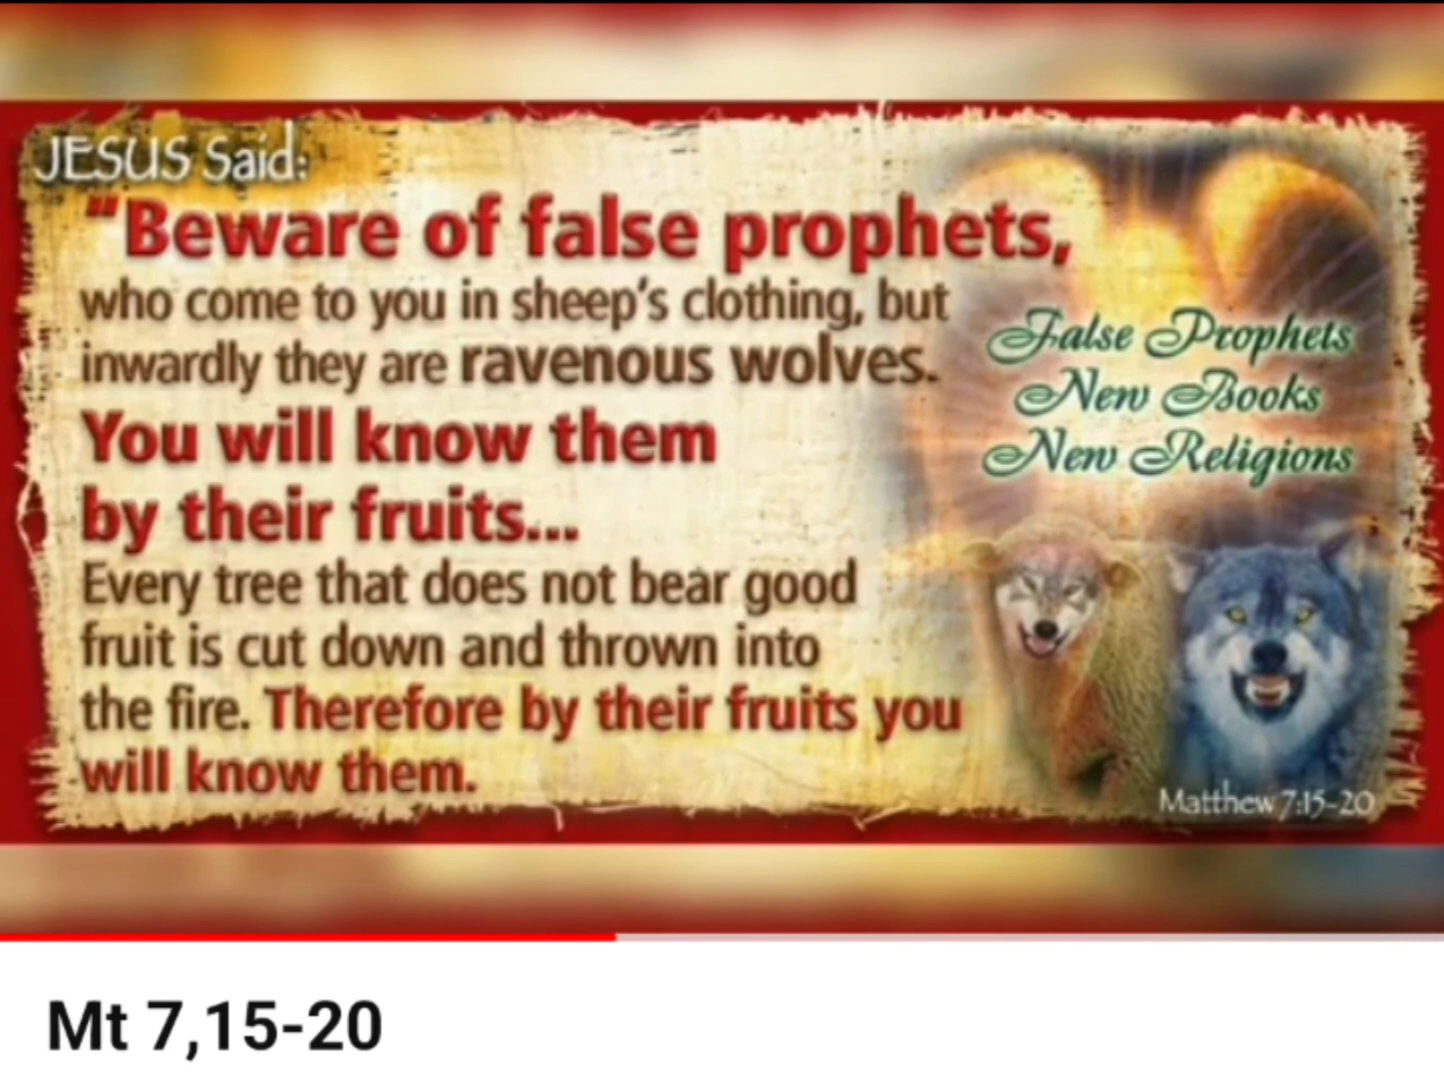 JESUS Said:
"Beware of false prophets,
who come to you in sheep's clothing, but
inwardly they are ravenous wolves.
You will know them
by their fruits...
Every tree that does not bear good
fruit is cut down and thrown into
the fire. Therefore by their fruits you
will know them.
False Prophets
New Books
New Religions
Matthew 7:15-20
Mt 7,15-20